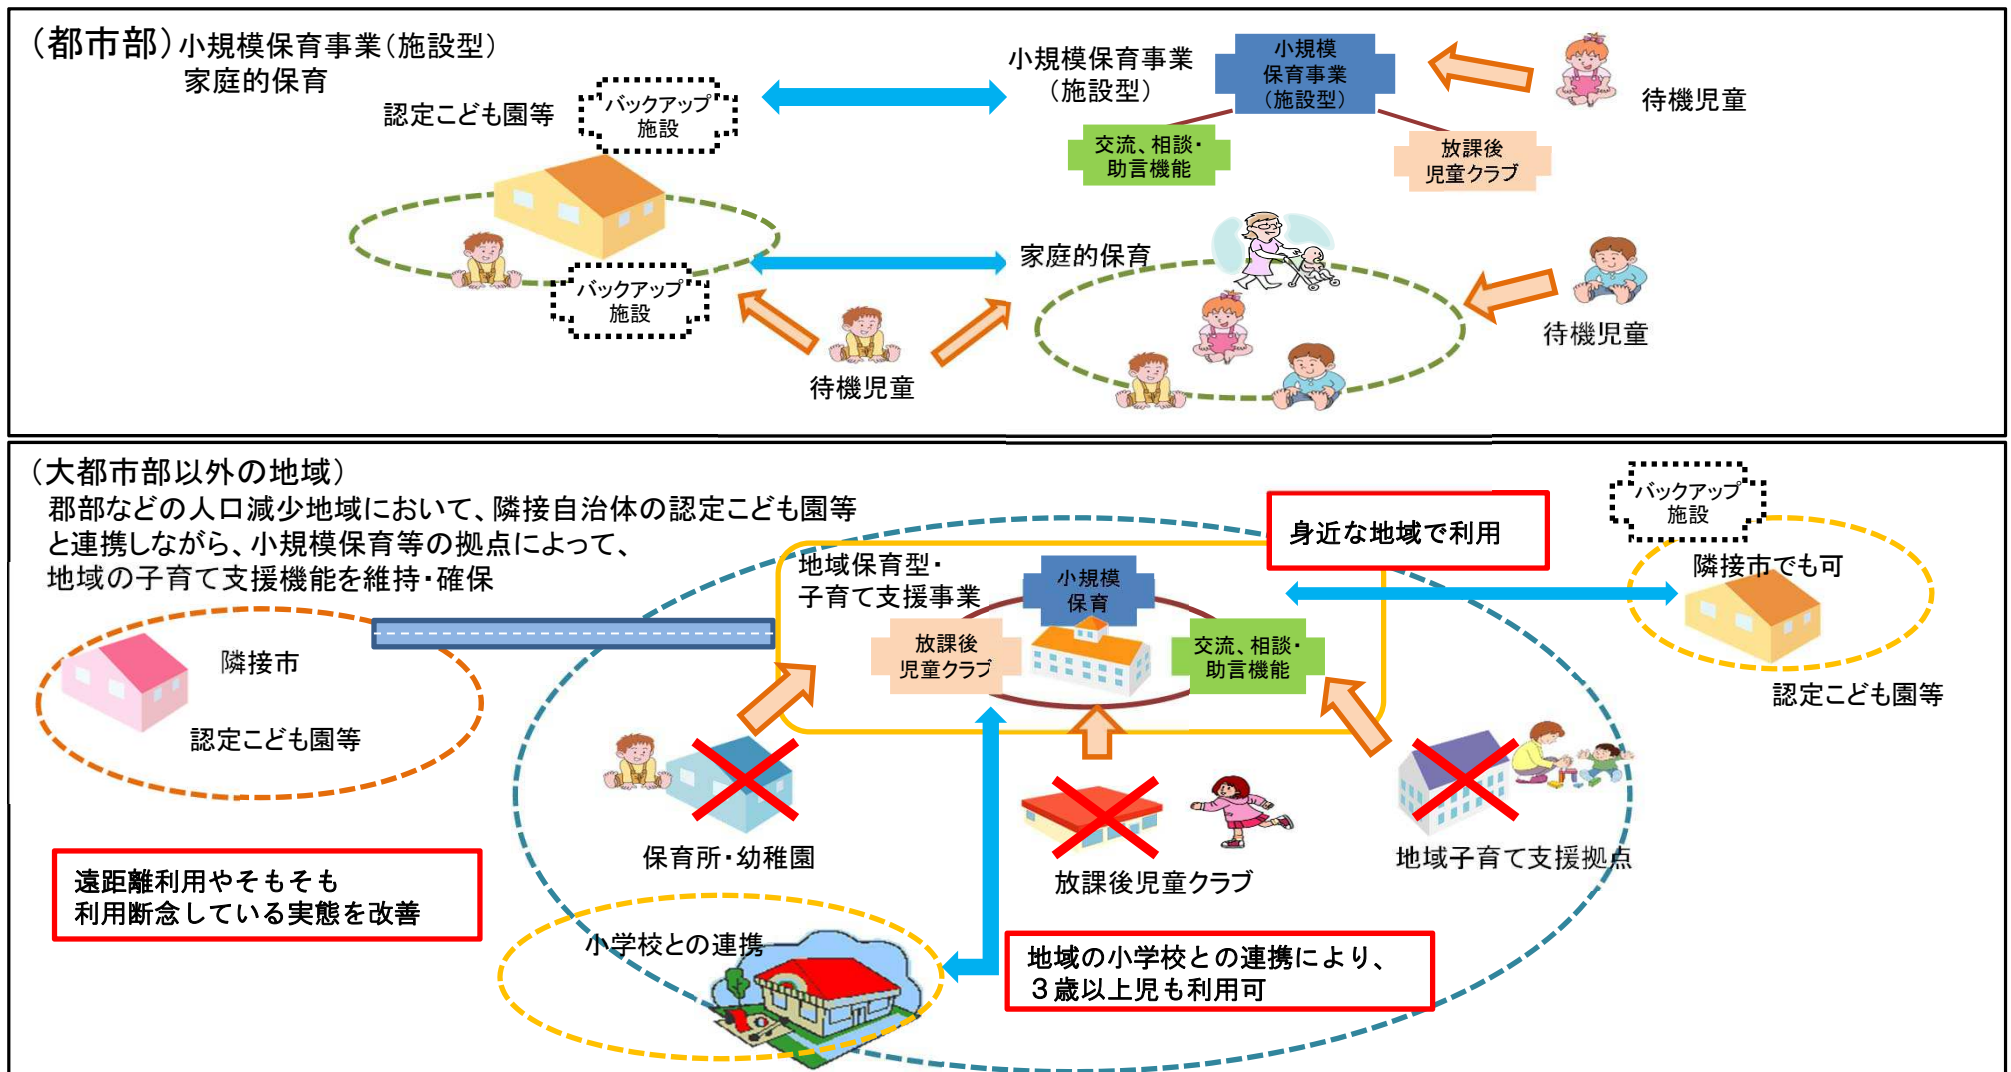 （都市部）小規模保育事業（施設型）
家庭的保育
認定こども園等
バックアップ
施設
小規模保育事業
（施設型）
小規模
保育事業
（施設型）
待機児童
交流、相談・
助言機能
放課後
児童クラブ
バックアップ
施設
家庭的保育
待機児童
待機児童
（大都市部以外の地域）
郡部などの人口減少地域において、隣接自治体の認定こども園等
と連携しながら、小規模保育等の拠点によって、
地域の子育て支援機能を維持・確保
身近な地域で利用
バックアップ
施設
隣接市でも可
認定こども園等
地域保育型・
子育て支援事業
小規模
保育
放課後
児童クラブ
交流、相談・
助言機能
隣接市
認定こども園等
保育所・幼稚園
放課後児童クラブ
地域子育て支援拠点
遠距離利用やそもそも
利用断念している実態を改善
小学校との連携
地域の小学校との連携により、
３歳以上児も利用可